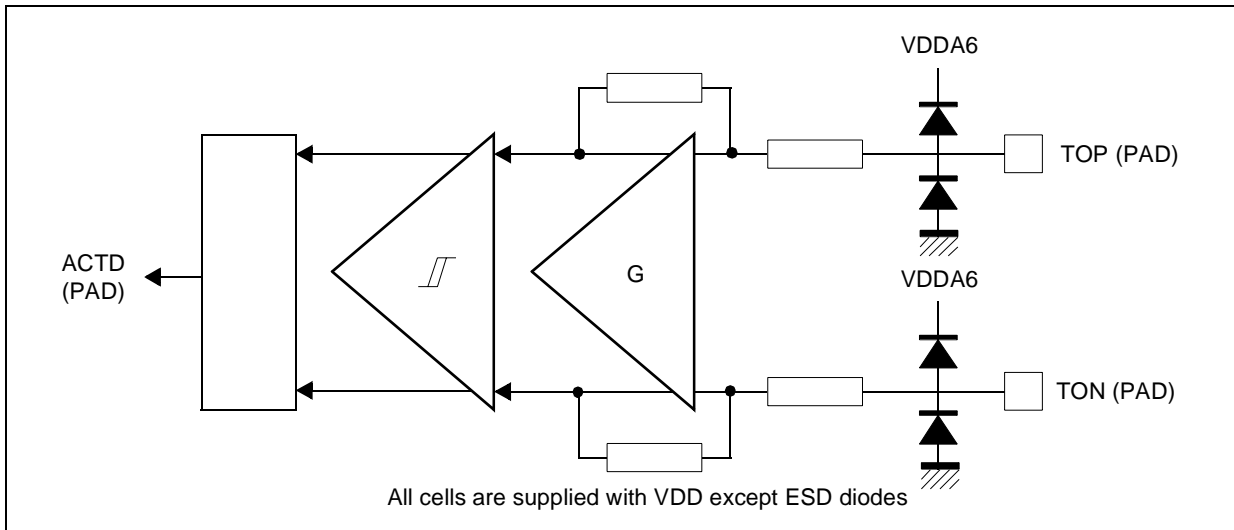 VDDA6
TOP (PAD)
ACTD
(PAD)
G
VDDA6
TON (PAD)
All cells are supplied with VDD except ESD diodes